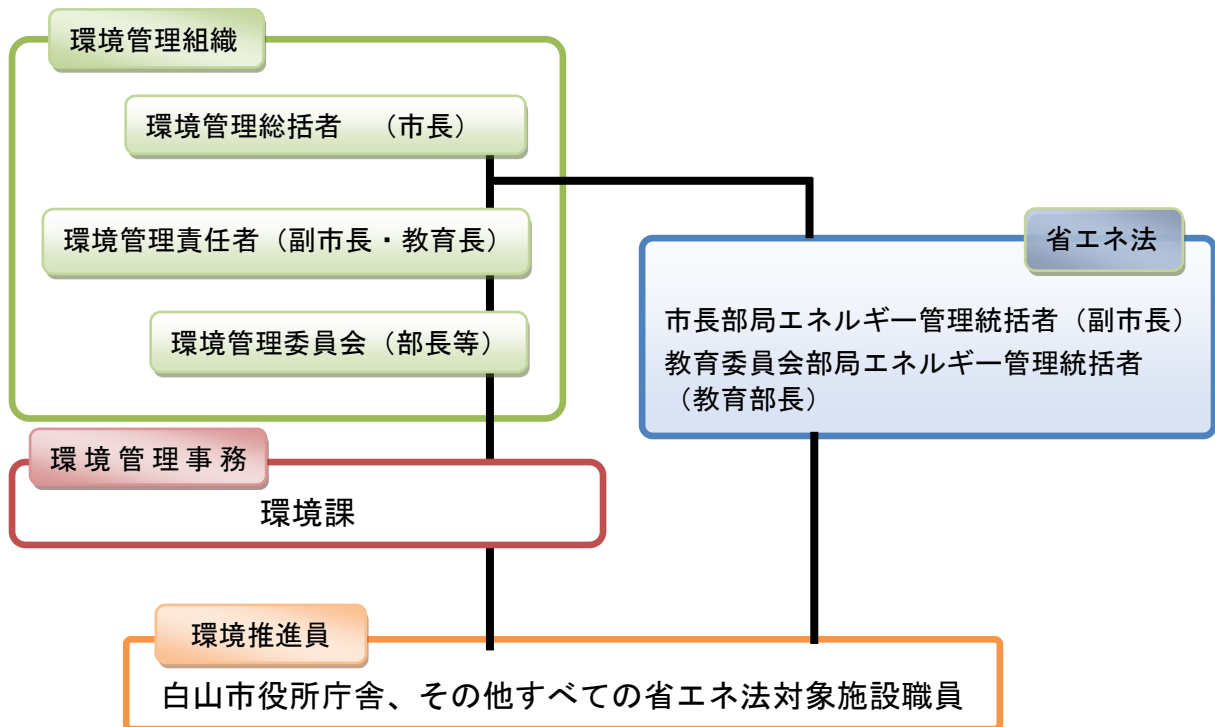 環境管理組織
環境管理総括者　（市長）
環境管理責任者（副市長・教育長）
環境管理委員会（部長等）
省エネ法
市長部局エネルギー管理統括者（副市長）
教育委員会部局エネルギー管理統括者
（教育部長）
環境管理事務
環境課
環境推進員
白山市役所庁舎、その他すべての省エネ法対象施設職員